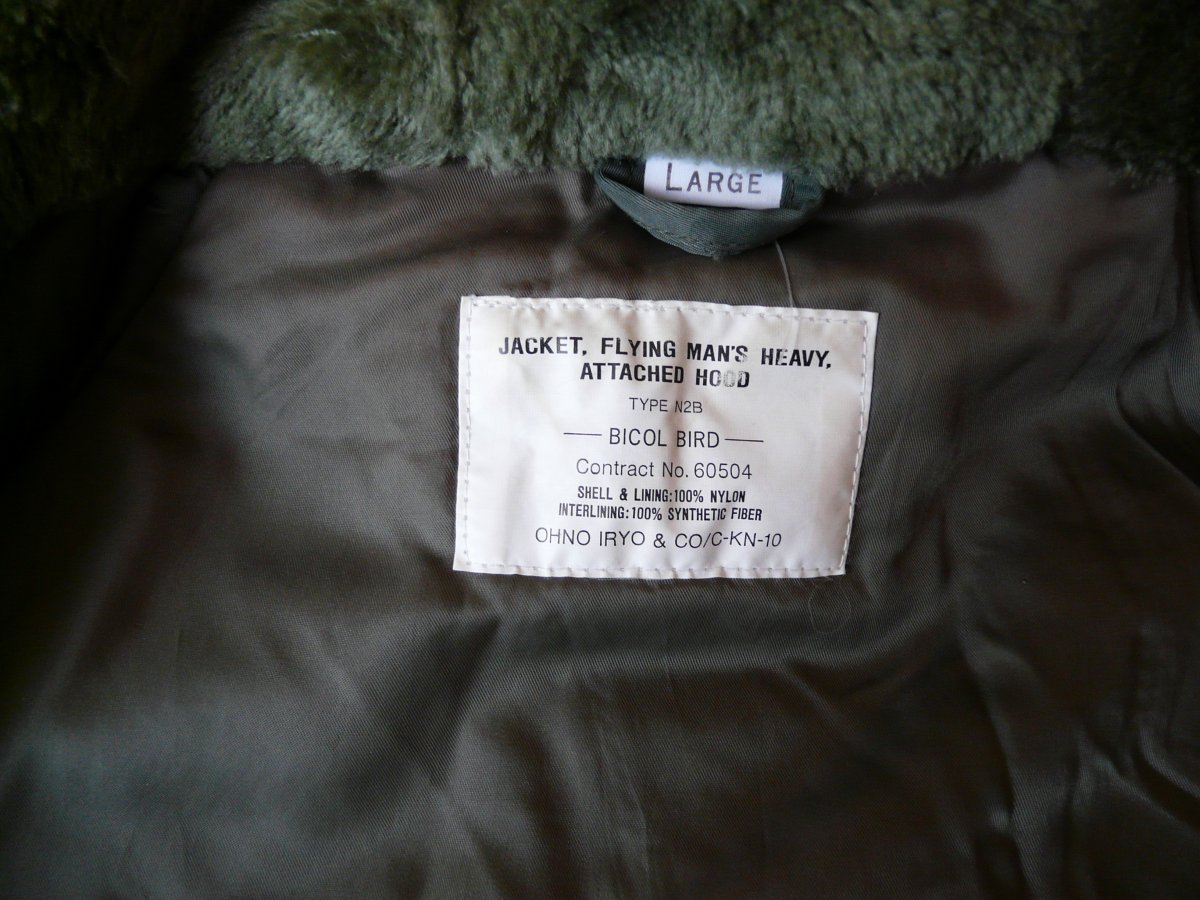 LARGE
JACKET, FLYING MAN'S HEAVY,
ATTACHED HOOD
TYPE N2B
— BICOL BIRD —
Contract No. 60504
SHELL & LINING:100% NYLON
INTERLINING:100% SYNTHETIC FIBER
OHNO IRYO & CO/C-KN-10